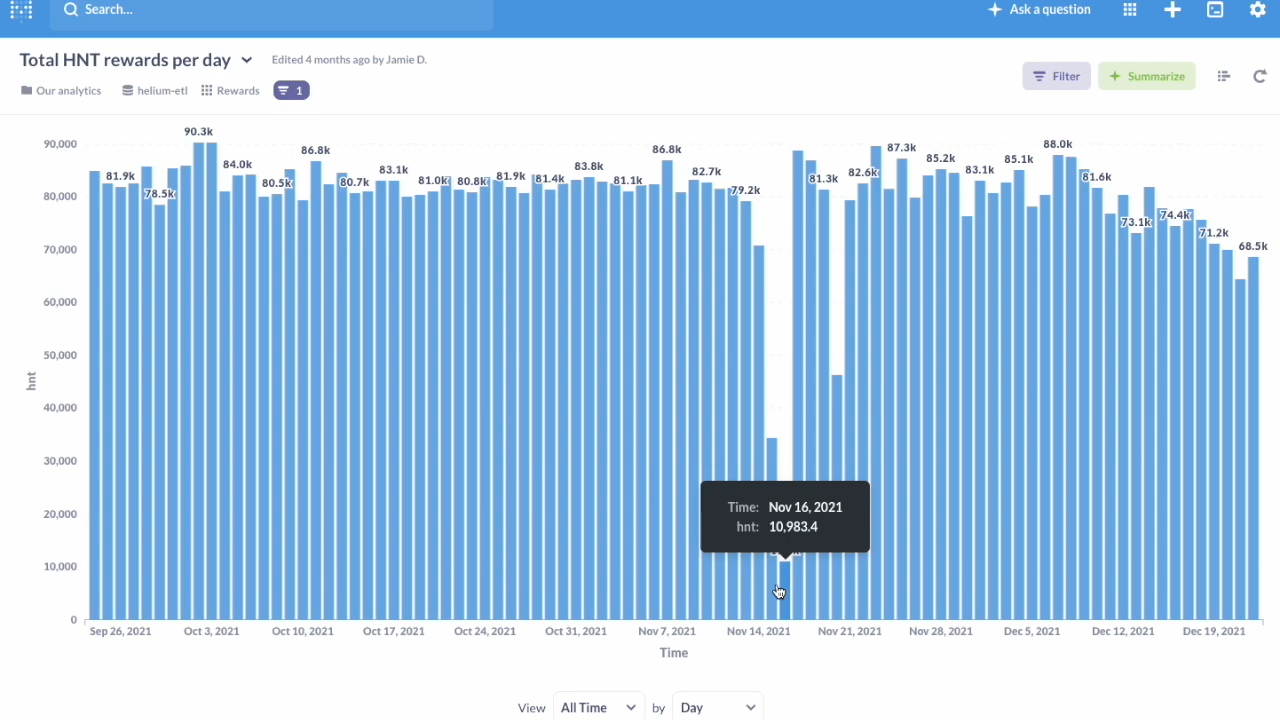 Search...
Ask a question
Total HNT rewards per day
Edited 4 months ago by Jamie D.
Our analytics
helium-etl
Rewards
1
Filter
Summarize
90.3k
90,000
81.9k
78.5k
84.0k
80.5k
86.8k
80.7k
83.1k
81.0k
80.8k
81.9k
81.4k
83.8k
81.1k
86.8k
82.7k
79.2k
81.3k
82.6k
87.3k
85.2k
83.1k
85.1k
88.0k
81.6k
73.1k
74.4k
71.2k
68.5k
80,000
70,000
60,000
50,000
40,000
30,000
20,000
10,000
0
hnt
Time: Nov 16, 2021
hnt: 10,983.4
Sep 26, 2021 Oct 3, 2021 Oct 10, 2021 Oct 17, 2021 Oct 24, 2021 Oct 31, 2021 Nov 7, 2021 Nov 14, 2021 Nov 21, 2021 Nov 28, 2021 Dec 5, 2021 Dec 12, 2021 Dec 19, 2021
Time
View All Time by Day